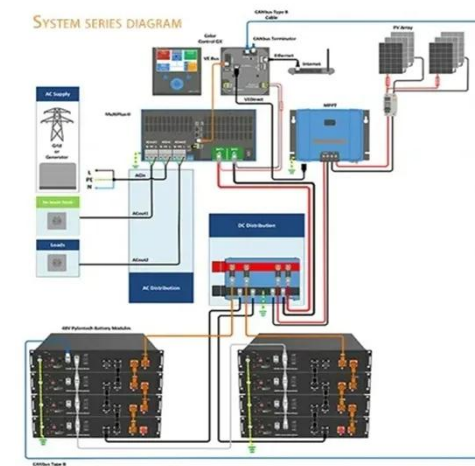 SYSTEM SERIES DIAGRAM
CANbus Type B
Cable
PV Array
Color
Control GX
CANbus Terminator
Ethernet
Internet
VE Bus
AC Supply
VE Direct
MPPT
MultiPlus-II
Grid
or
Generator
L
PE
N
ACin
ACout1
Loads
ACout2
DC Distribution
AC Distribution
48V Pylontech Battery Modules
CANbus Type B